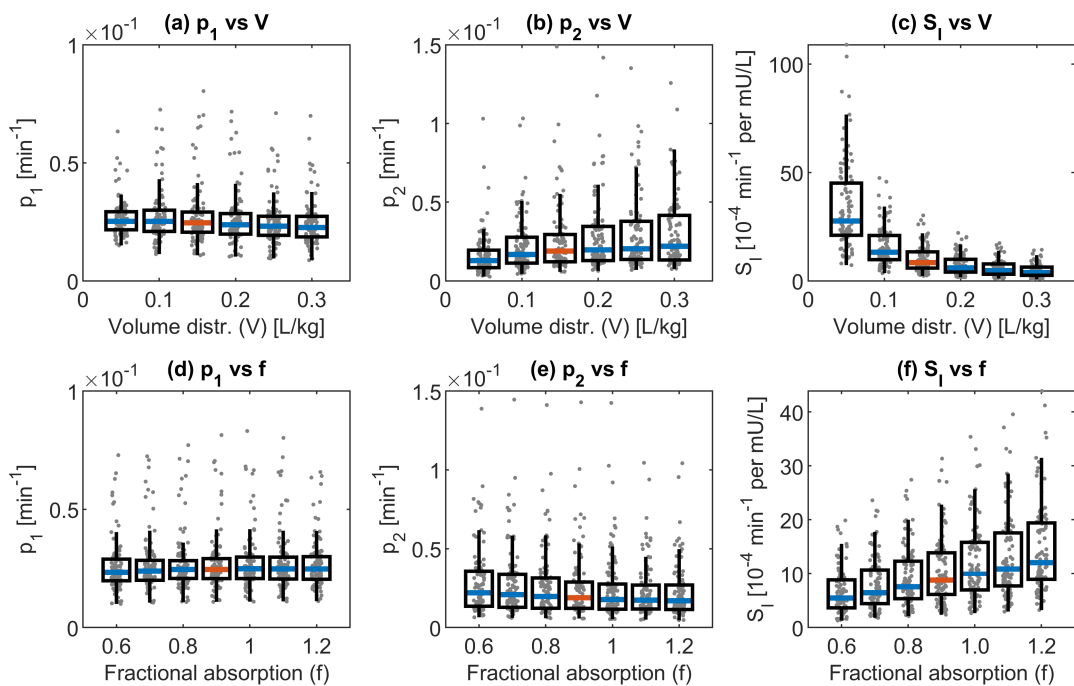 (a) p₁ vs V
×10⁻¹
p₁ [min⁻¹]
1
0.5
0
0 0.1 0.2 0.3
Volume distr. (V) [L/kg]
(b) p₂ vs V
×10⁻¹
p₂ [min⁻¹]
1.5
1
0.5
0
0 0.1 0.2 0.3
Volume distr. (V) [L/kg]
(c) S_I vs V
S_I [10⁻⁴ min⁻¹ per mU/L]
100
50
0
0 0.1 0.2 0.3
Volume distr. (V) [L/kg]
(d) p₁ vs f
×10⁻¹
p₁ [min⁻¹]
1
0.5
0
0.6 0.8 1 1.2
Fractional absorption (f)
(e) p₂ vs f
×10⁻¹
p₂ [min⁻¹]
1.5
1
0.5
0
0.6 0.8 1.0 1.2
Fractional absorption (f)
(f) S_I vs f
S_I [10⁻⁴ min⁻¹ per mU/L]
40
30
20
10
0
0.6 0.8 1.0 1.2
Fractional absorption (f)